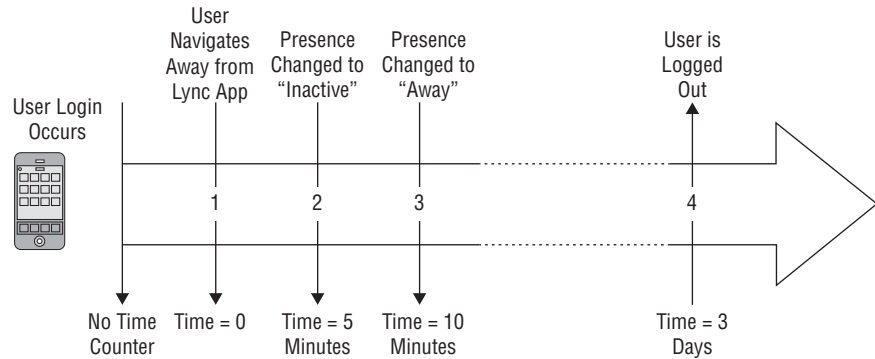 User Login
Occurs
User
Navigates
Away from
Lync App
Presence
Changed to
“Inactive”
Presence
Changed to
“Away”
User is
Logged
Out
1
2
3
4
No Time
Counter
Time = 0
Time = 5
Minutes
Time = 10
Minutes
Time = 3
Days